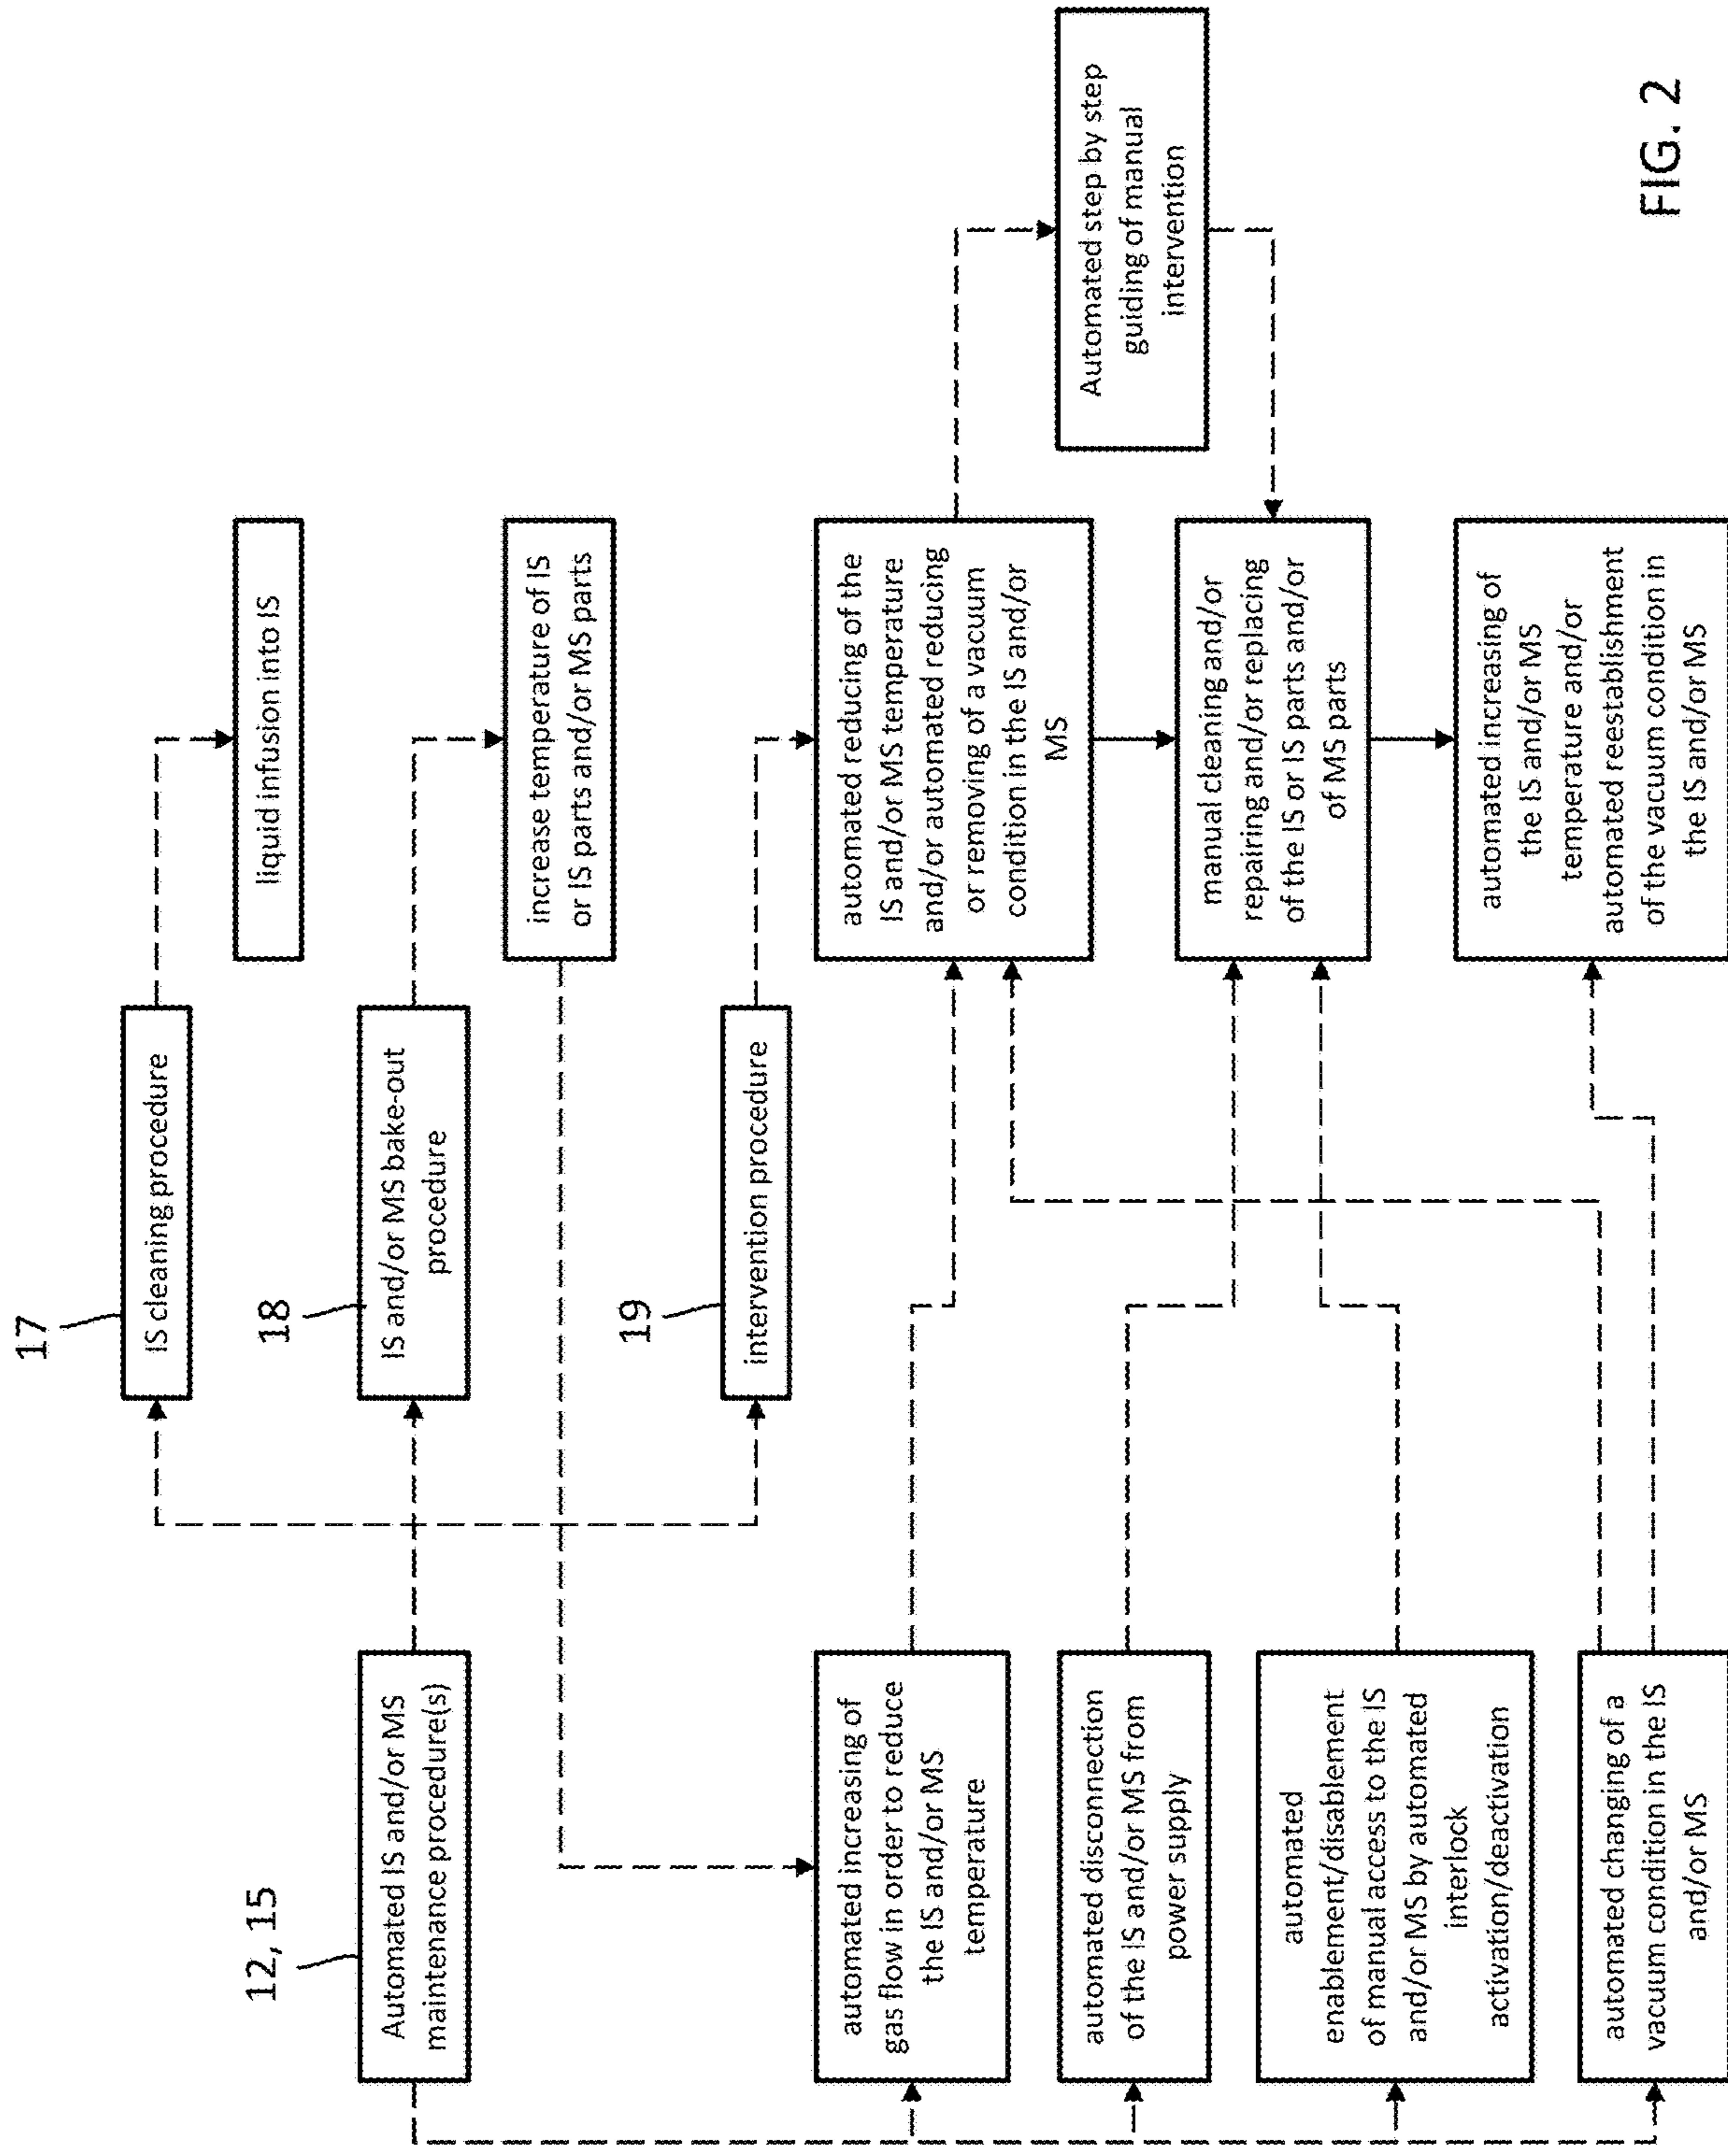 17
IS cleaning procedure
liquid infusion into IS
12, 15
Automated IS and/or MS
maintenance procedure(s)
18
IS and/or MS bake-out
procedure
increase temperature of IS
or IS parts and/or MS parts
19
intervention procedure
automated increasing of
gas flow in order to reduce
the IS and/or MS
temperature
automated reducing of the
IS and/or MS temperature
and/or automated reducing
or removing of a vacuum
condition in the IS and/or
MS
Automated step by step
guiding of manual
intervention
automated disconnection
of the IS and/or MS from
power supply
manual cleaning and/or
repairing and/or replacing
of the IS or IS parts and/or
of MS parts
automated
enablement/disablement
of manual access to the IS
and/or MS by automated
interlock
activation/deactivation
automated increasing of
the IS and/or MS
temperature and/or
automated reestablishment
of the vacuum condition in
the IS and/or MS
automated changing of a
vacuum condition in the IS
and/or MS
FIG. 2